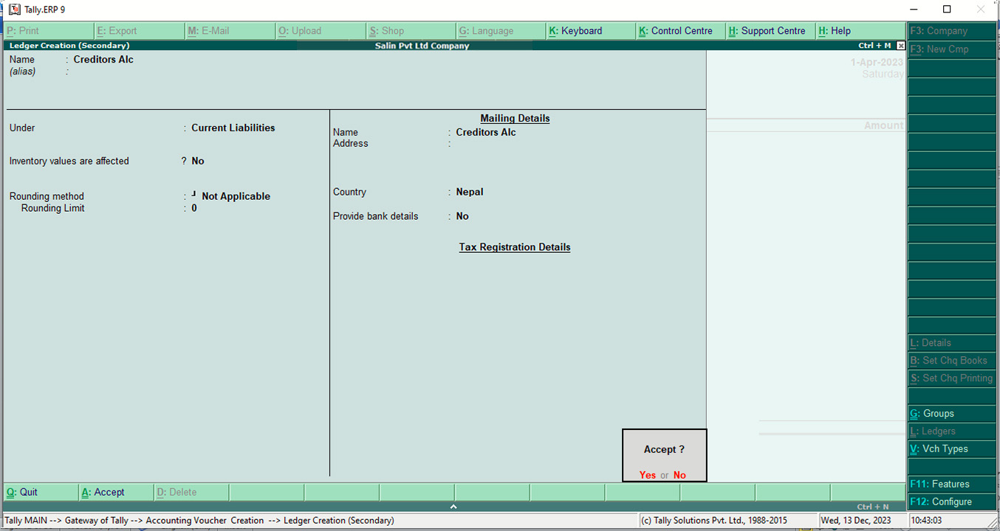 Tally.ERP 9
P: Print E: Export M: E-Mail O: Upload S: Shop G: Language K: Keyboard K: Control Centre H: Support Centre H: Help F3: Company
Ledger Creation (Secondary) Salin Pvt Ltd Company Ctrl + M
F3: New Cmp
Name : Creditors Alc
(alias) :
1-Apr-2023
Saturday
Mailing Details
Under : Current Liabilities
Name : Creditors Alc
Address :
Amount
Inventory values are affected ? No
Rounding method : ┘ Not Applicable
Rounding Limit : 0
Country : Nepal
Provide bank details : No
Tax Registration Details
L: Details
B: Set Chq Books
S: Set Chq Printing
G: Groups
L: Ledgers
V: Vch Types
Accept ?
Yes or No
F11: Features
F12: Configure
Q: Quit A: Accept D: Delete
Ctrl + N
Tally MAIN --> Gateway of Tally --> Accounting Voucher Creation --> Ledger Creation (Secondary) (c) Tally Solutions Pvt. Ltd., 1988-2015 Wed, 13 Dec, 2023 10:43:03